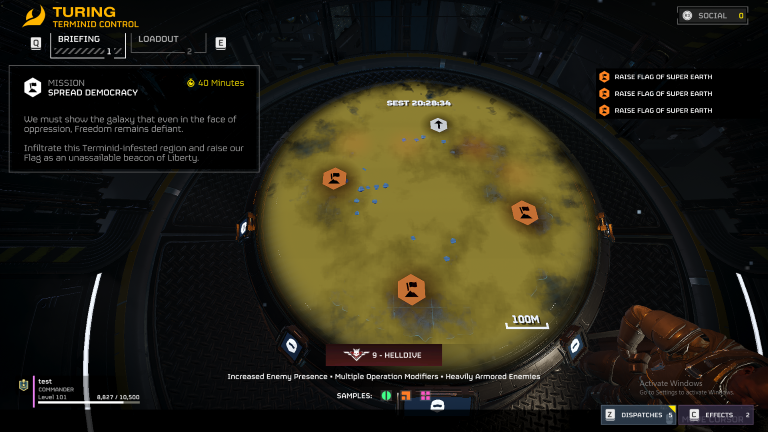 TURING
TERMINID CONTROL
Q
BRIEFING
1
LOADOUT
2
E
SOCIAL 0
MISSION
SPREAD DEMOCRACY
40 Minutes
We must show the galaxy that even in the face of
oppression, Freedom remains defiant.
Infiltrate this Terminid-infested region and raise our
Flag as an unassailable beacon of Liberty.
RAISE FLAG OF SUPER EARTH
RAISE FLAG OF SUPER EARTH
RAISE FLAG OF SUPER EARTH
SEST 20:28:34
100M
9 - HELLDIVE
Increased Enemy Presence • Multiple Operation Modifiers • Heavily Armored Enemies
SAMPLES:
test
COMMANDER
Level 101
8,827 / 10,500
Activate Windows
Go to Settings to activate Windows.
Z DISPATCHES 5
C EFFECTS 2
CURSOR